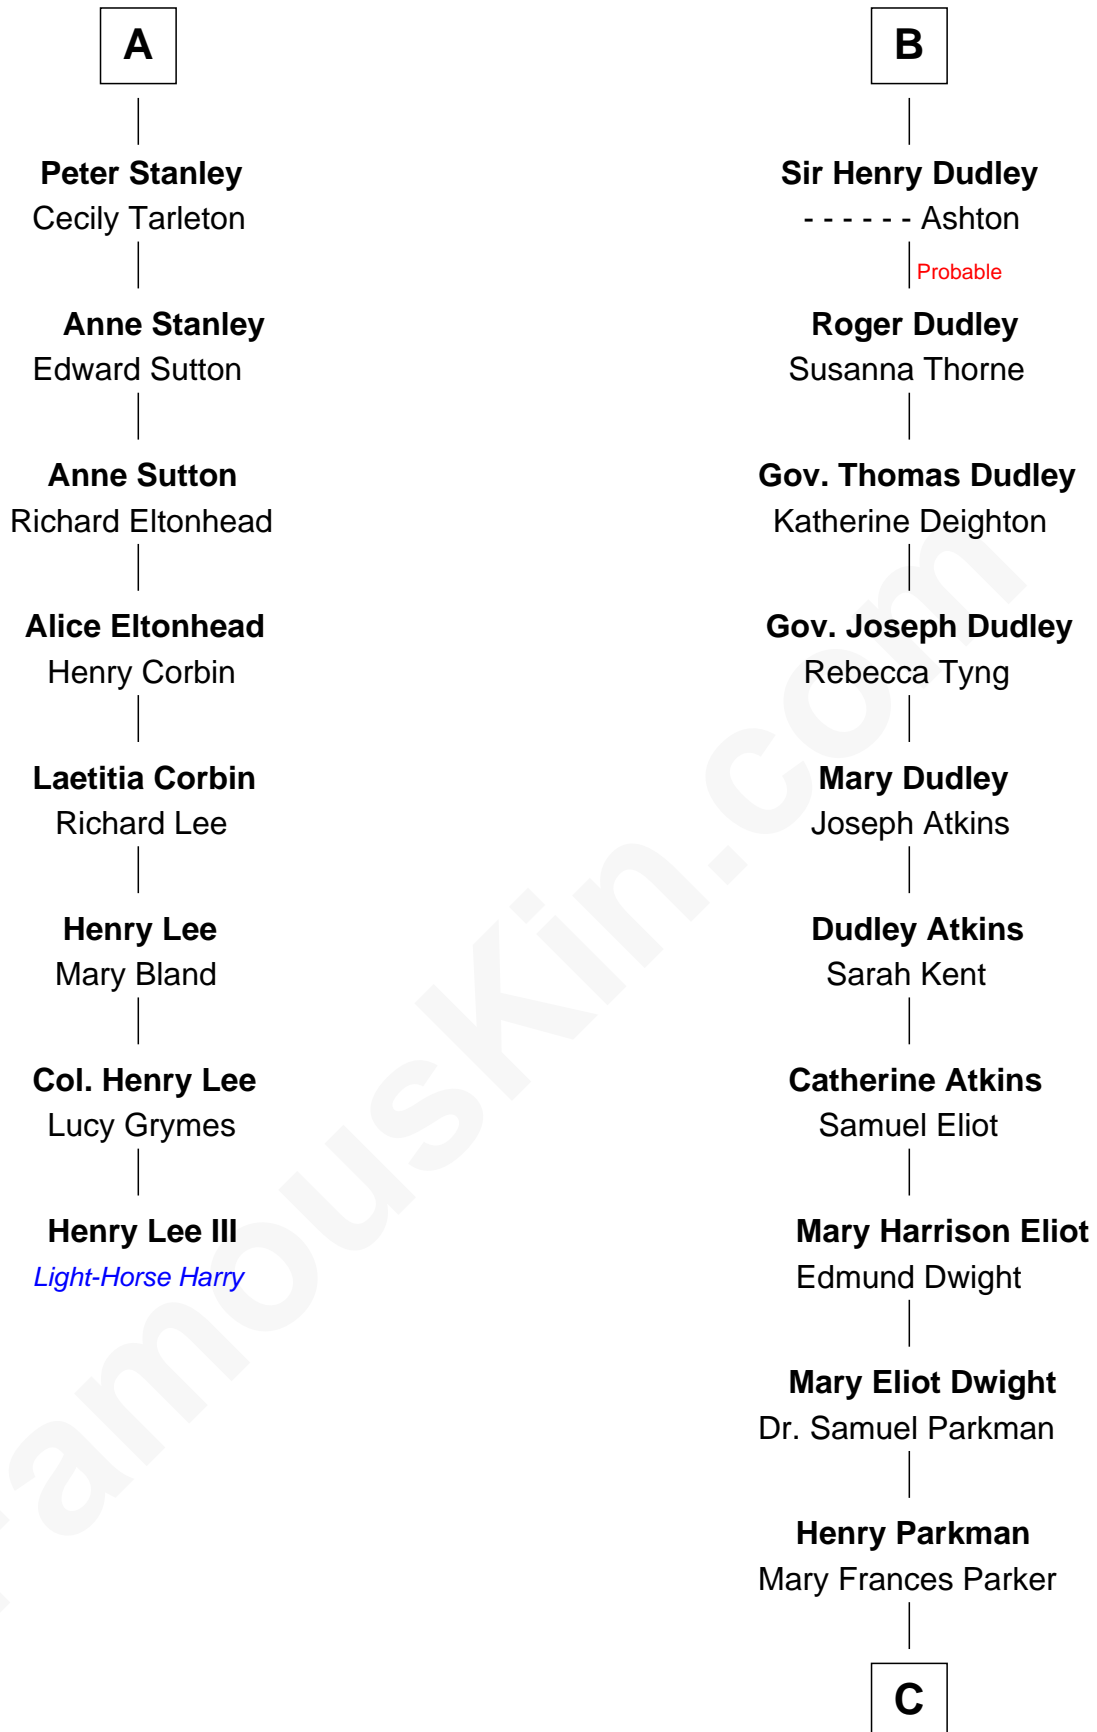 A
Peter Stanley
Cecily Tarleton
Anne Stanley
Edward Sutton
Anne Sutton
Richard Eltonhead
Alice Eltonhead
Henry Corbin
Laetitia Corbin
Richard Lee
Henry Lee
Mary Bland
Col. Henry Lee
Lucy Grymes
Henry Lee III
Light-Horse Harry
B
Sir Henry Dudley
- - - - - - Ashton
Probable
Roger Dudley
Susanna Thorne
Gov. Thomas Dudley
Katherine Deighton
Gov. Joseph Dudley
Rebecca Tyng
Mary Dudley
Joseph Atkins
Dudley Atkins
Sarah Kent
Catherine Atkins
Samuel Eliot
Mary Harrison Eliot
Edmund Dwight
Mary Eliot Dwight
Dr. Samuel Parkman
Henry Parkman
Mary Frances Parker
C
FamousKin.com